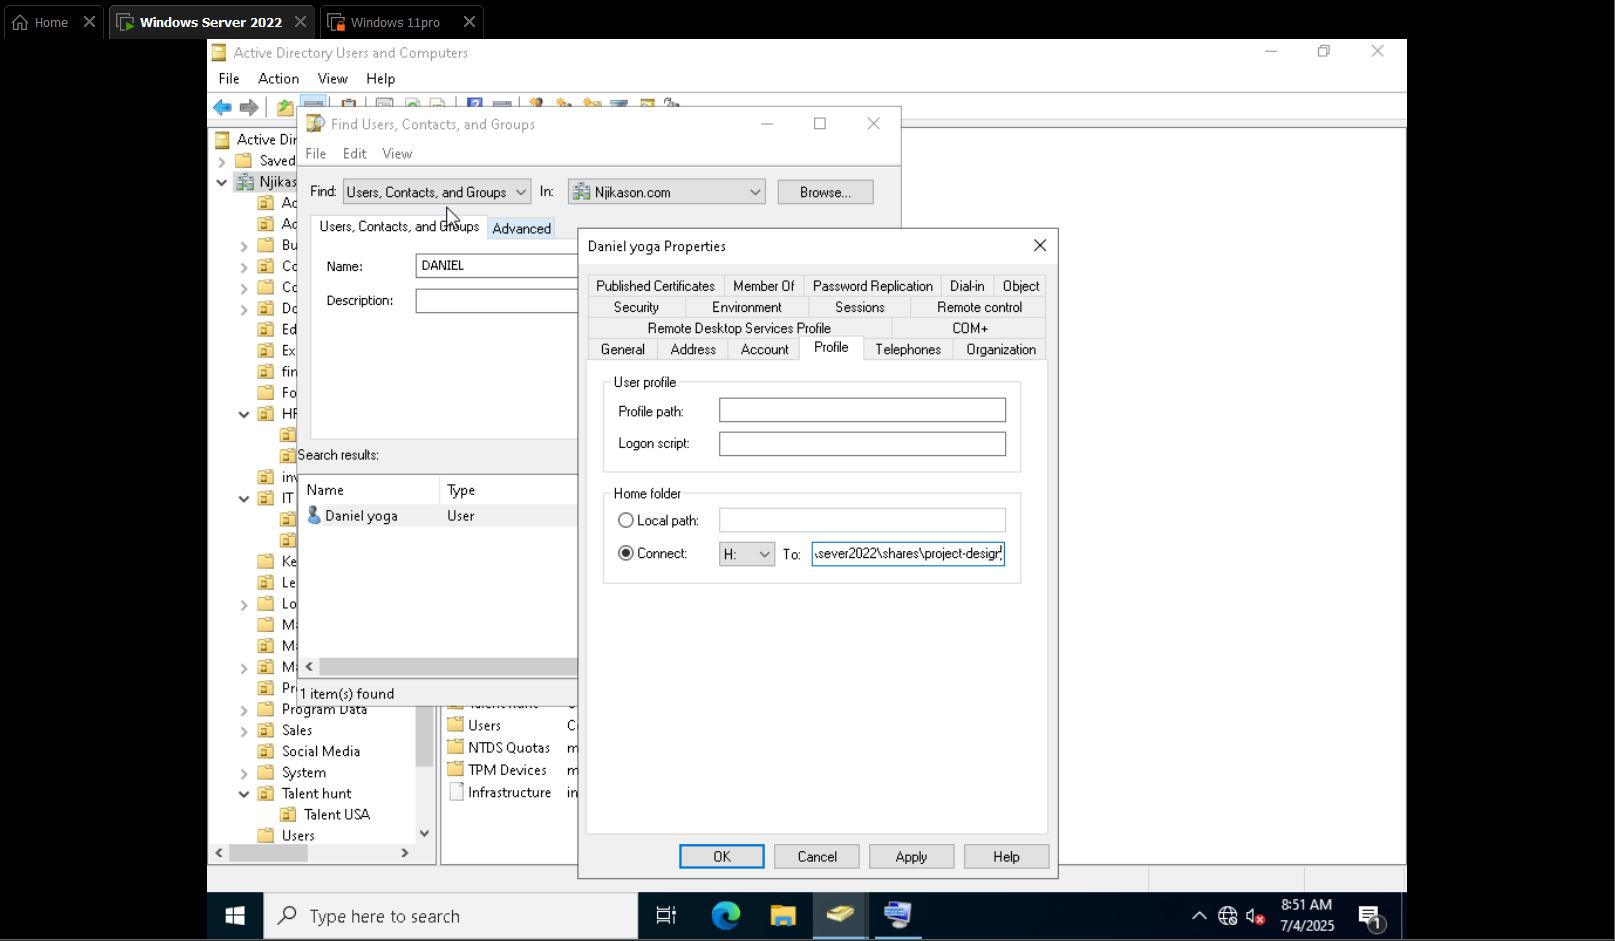 Home
Windows Server 2022
Windows 11pro
Active Directory Users and Computers
File Action View Help
Find Users, Contacts, and Groups
File Edit View
Find: Users, Contacts, and Groups In: Njikason.com Browse...
Users, Contacts, and Groups Advanced
Name: DANIEL
Description:
Search results:
Name Type
Daniel yoga User
1 item(s) found
Active Dir
Saved
Njikas
Ac
Ac
Bu
Cc
Cc
Dc
Ed
Ex
fin
Fo
HF
inv
IT
Ke
Le
Lo
Ma
Ma
Ma
Pr
Program Data
Sales
Social Media
System
Talent hunt
Talent USA
Users
Users C
NTDS Quotas m
TPM Devices m
Infrastructure in
Daniel yoga Properties
Published Certificates Member Of Password Replication Dial-in Object
Security Environment Sessions Remote control
Remote Desktop Services Profile COM+
General Address Account Profile Telephones Organization
User profile
Profile path:
Logon script:
Home folder
Local path:
Connect: H: To: \sever2022\shares\project-design\
OK Cancel Apply Help
Type here to search
8:51 AM
7/4/2025
1